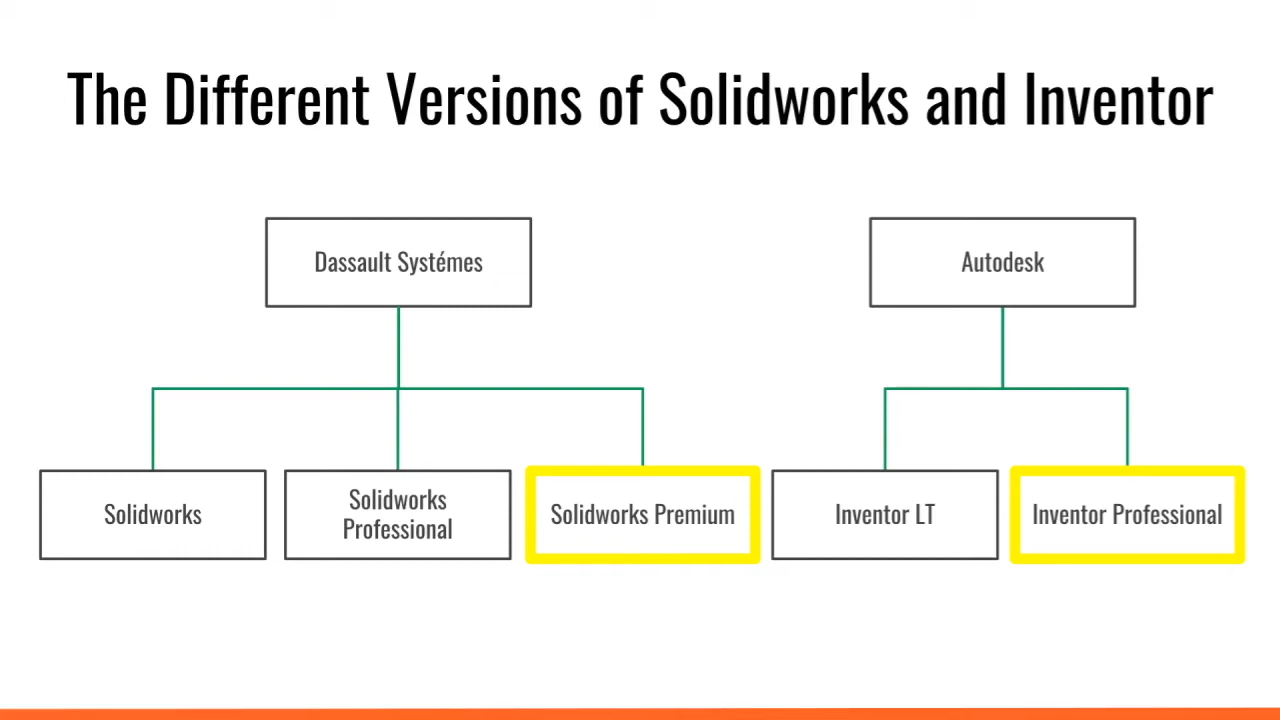 The Different Versions of Solidworks and Inventor
Dassault Systémes
Autodesk
Solidworks
Solidworks
Professional
Solidworks Premium
Inventor LT
Inventor Professional